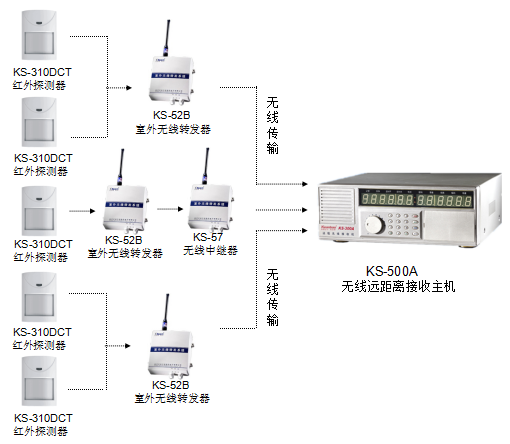 KS-310DCT
红外探测器
KS-52B
室外无线转发器
KS-310DCT
红外探测器
无线传输
KS-310DCT
红外探测器
KS-52B
室外无线转发器
KS-57
无线中继器
KS-500A
无线远距离接收主机
无线传输
KS-310DCT
红外探测器
KS-52B
室外无线转发器
KS-310DCT
红外探测器